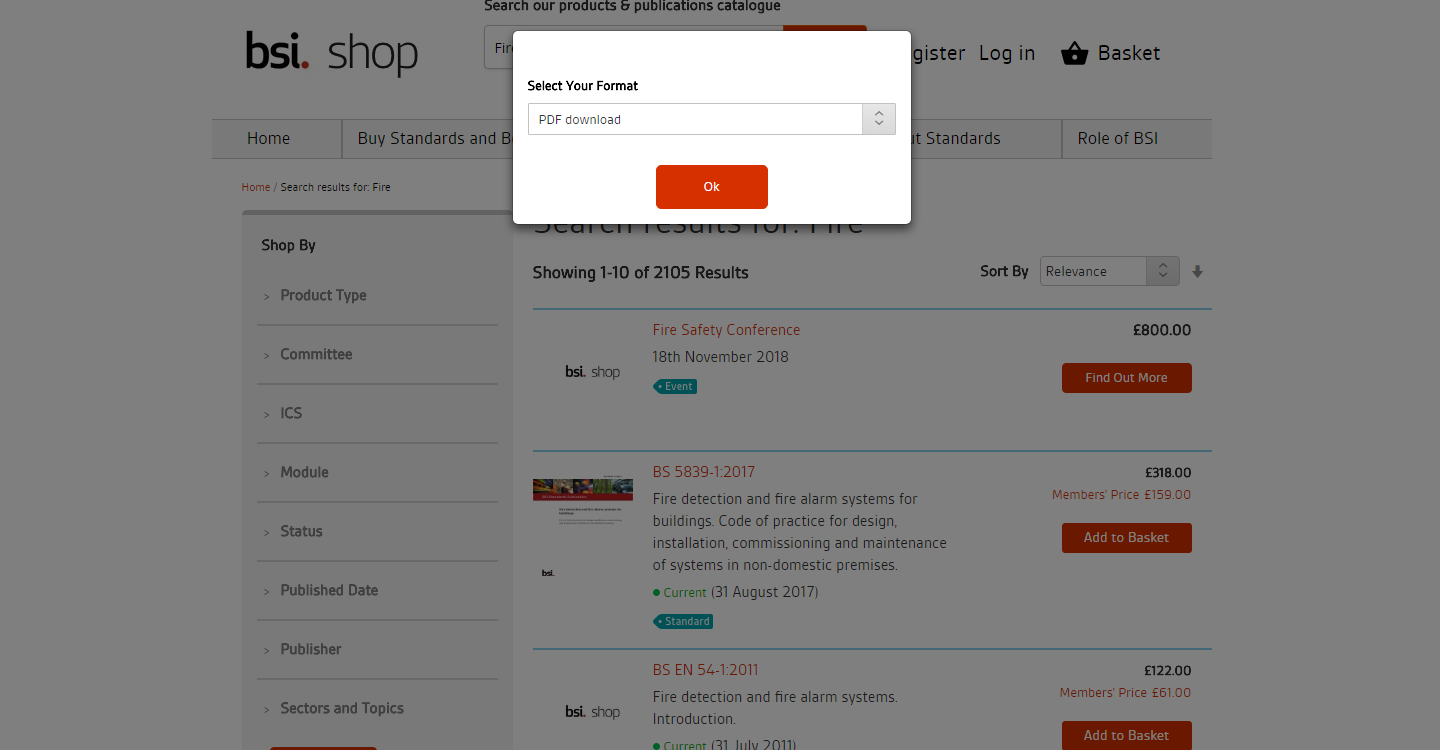 Search our products & publications catalogue
bsi. shop
Fire
gister
Log in
Basket
Select Your Format
PDF download
Ok
Home
Buy Standards and B
ut Standards
Role of BSI
Home / Search results for: Fire
Search results for: Fire
Shop By
> Product Type
> Committee
> ICS
> Module
> Status
> Published Date
> Publisher
> Sectors and Topics
Showing 1-10 of 2105 Results
Sort By
Relevance
bsi. shop
Fire Safety Conference
18th November 2018
Event
£800.00
Find Out More
bsi.
BS 5839-1:2017
Fire detection and fire alarm systems for
buildings. Code of practice for design,
installation, commissioning and maintenance
of systems in non-domestic premises.
Current (31 August 2017)
Standard
£318.00
Members' Price £159.00
Add to Basket
bsi. shop
BS EN 54-1:2011
Fire detection and fire alarm systems.
Introduction.
Current (31 July 2011)
£122.00
Members' Price £61.00
Add to Basket